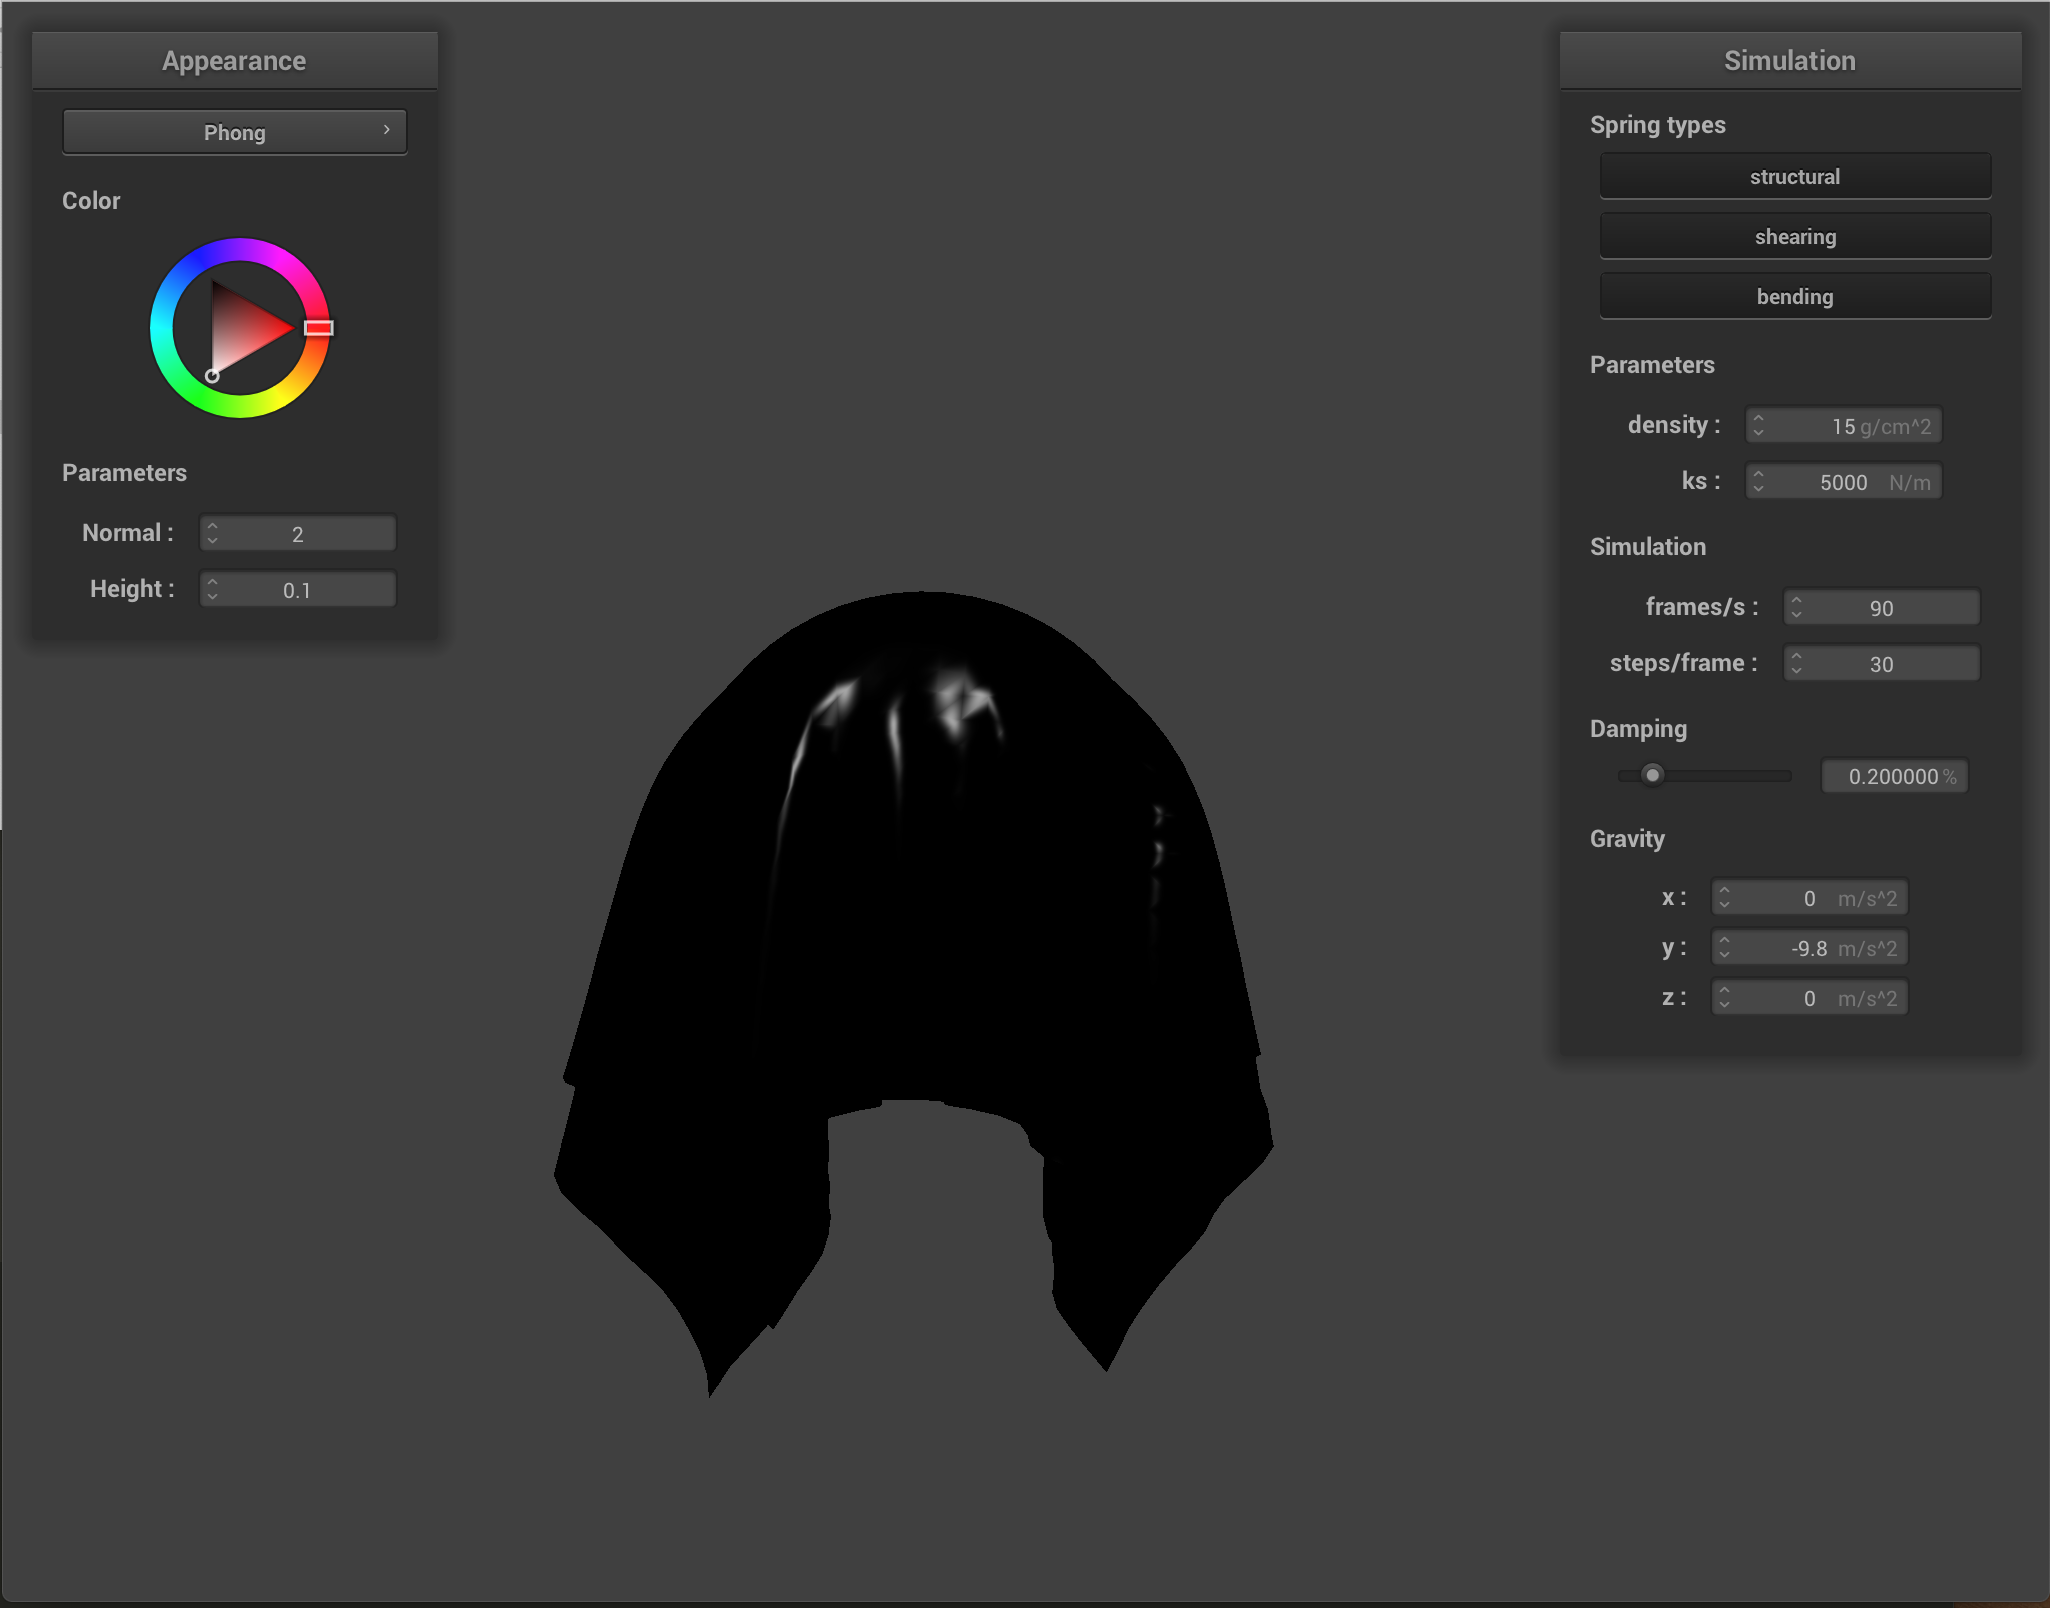 Appearance
Phong
Color
Parameters
Normal : 2
Height : 0.1
Simulation
Spring types
structural
shearing
bending
Parameters
density : 15 g/cm^2
ks : 5000 N/m
Simulation
frames/s : 90
steps/frame : 30
Damping
0.200000 %
Gravity
x : 0 m/s^2
y : -9.8 m/s^2
z : 0 m/s^2